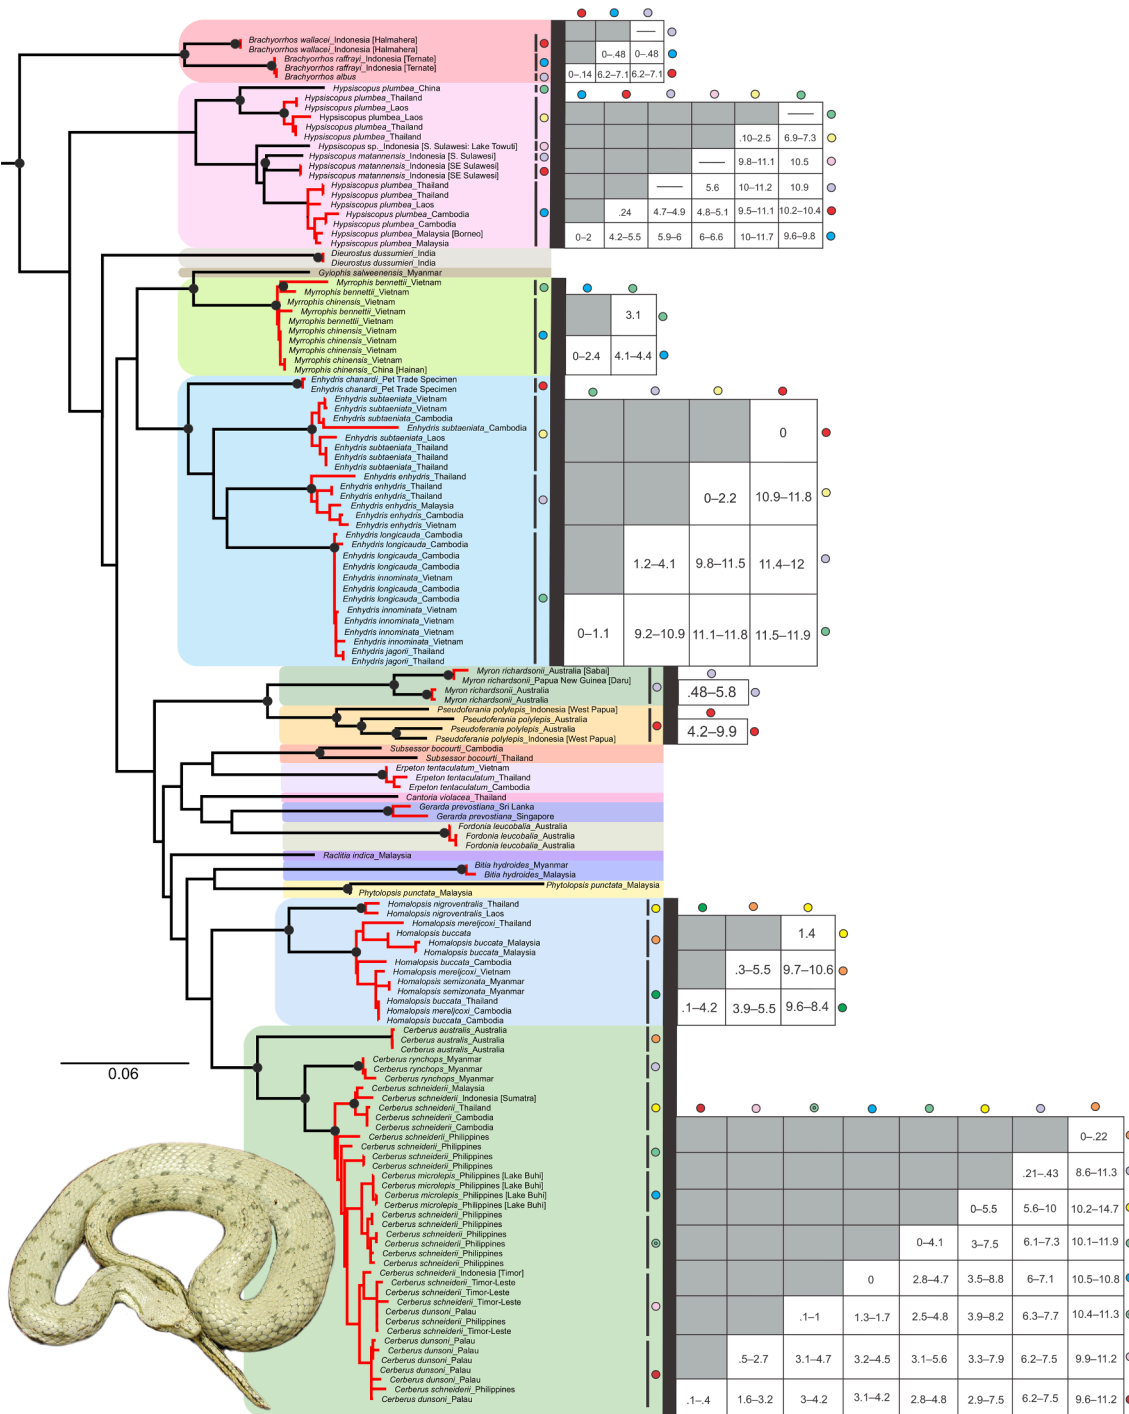 Brachyorrhos wallacei_Indonesia [Halmahera]
Brachyorrhos wallacei_Indonesia [Halmahera]
Brachyorrhos raffrayi_Indonesia [Ternate]
Brachyorrhos raffrayi_Indonesia [Ternate]
Brachyorrhos albus
—
0–.48 0–.48
0–.14 6.2–7.1 6.2–7.1
Hypsiscopus plumbea_China
Hypsiscopus plumbea_Thailand
Hypsiscopus plumbea_Laos
Hypsiscopus plumbea_Laos
Hypsiscopus plumbea_Thailand
Hypsiscopus plumbea_Thailand
Hypsiscopus sp._Indonesia [S. Sulawesi: Lake Towuti]
Hypsiscopus matannensis_Indonesia [S. Sulawesi]
Hypsiscopus matannensis_Indonesia [SE Sulawesi]
Hypsiscopus matannensis_Indonesia [SE Sulawesi]
Hypsiscopus plumbea_Thailand
Hypsiscopus plumbea_Thailand
Hypsiscopus plumbea_Laos
Hypsiscopus plumbea_Cambodia
Hypsiscopus plumbea_Cambodia
Hypsiscopus plumbea_Malaysia [Borneo]
Hypsiscopus plumbea_Malaysia
—
.10–2.5 6.9–7.3
— 9.8–11.1 10.5
— 5.6 10–11.2 10.9
.24 4.7–4.9 4.8–5.1 9.5–11.1 10.2–10.4
0–2 4.2–5.5 5.9–6 6–6.6 10–11.7 9.6–9.8
Dieurostus dussumieri_India
Dieurostus dussumieri_India
Gyiophis salweenensis_Myanmar
Myrrophis bennettii_Vietnam
Myrrophis bennettii_Vietnam
Myrrophis chinensis_Vietnam
Myrrophis bennettii_Vietnam
Myrrophis bennettii_Vietnam
Myrrophis chinensis_Vietnam
Myrrophis chinensis_Vietnam
Myrrophis chinensis_Vietnam
Myrrophis chinensis_Vietnam
Myrrophis chinensis_China [Hainan]
3.1
0–2.4 4.1–4.4
Enhydris chanardi_Pet Trade Specimen
Enhydris chanardi_Pet Trade Specimen
Enhydris subtaeniata_Vietnam
Enhydris subtaeniata_Vietnam
Enhydris subtaeniata_Cambodia
Enhydris subtaeniata_Cambodia
Enhydris subtaeniata_Laos
Enhydris subtaeniata_Thailand
Enhydris subtaeniata_Thailand
Enhydris subtaeniata_Thailand
Enhydris enhydris_Thailand
Enhydris enhydris_Thailand
Enhydris enhydris_Thailand
Enhydris enhydris_Malaysia
Enhydris enhydris_Cambodia
Enhydris enhydris_Vietnam
Enhydris longicauda_Cambodia
Enhydris longicauda_Cambodia
Enhydris longicauda_Cambodia
Enhydris longicauda_Cambodia
Enhydris innominata_Vietnam
Enhydris longicauda_Cambodia
Enhydris longicauda_Cambodia
Enhydris innominata_Vietnam
Enhydris innominata_Vietnam
Enhydris innominata_Vietnam
Enhydris innominata_Vietnam
Enhydris jagorii_Thailand
Enhydris jagorii_Thailand
0
0–2.2 10.9–11.8
1.2–4.1 9.8–11.5 11.4–12
0–1.1 9.2–10.9 11.1–11.8 11.5–11.9
Myron richardsonii_Australia [Sabai]
Myron richardsonii_Papua New Guinea [Daru]
Myron richardsonii_Australia
Myron richardsonii_Australia
.48–5.8
Pseudoferania polylepis_Indonesia [West Papua]
Pseudoferania polylepis_Australia
Pseudoferania polylepis_Australia
Pseudoferania polylepis_Indonesia [West Papua]
4.2–9.9
Subsessor bocourti_Cambodia
Subsessor bocourti_Thailand
Erpeton tentaculatum_Vietnam
Erpeton tentaculatum_Thailand
Erpeton tentaculatum_Cambodia
Cantoria violacea_Thailand
Gerarda prevostiana_Sri Lanka
Gerarda prevostiana_Singapore
Fordonia leucobalia_Australia
Fordonia leucobalia_Australia
Fordonia leucobalia_Australia
Raclitia indica_Malaysia
Bitia hydroides_Myanmar
Bitia hydroides_Malaysia
Phytolopsis punctata_Malaysia
Phytolopsis punctata_Malaysia
Homalopsis nigroventralis_Thailand
Homalopsis nigroventralis_Laos
Homalopsis mereljcoxi_Thailand
Homalopsis buccata
Homalopsis buccata_Malaysia
Homalopsis buccata_Malaysia
Homalopsis buccata_Cambodia
Homalopsis mereljcoxi_Vietnam
Homalopsis semizonata_Myanmar
Homalopsis semizonata_Myanmar
Homalopsis buccata_Thailand
Homalopsis mereljcoxi_Cambodia
Homalopsis buccata_Cambodia
1.4
.3–5.5 9.7–10.6
.1–4.2 3.9–5.5 9.6–8.4
Cerberus australis_Australia
Cerberus australis_Australia
Cerberus australis_Australia
Cerberus rynchops_Myanmar
Cerberus rynchops_Myanmar
Cerberus rynchops_Myanmar
Cerberus schneiderii_Malaysia
Cerberus schneiderii_Indonesia [Sumatra]
Cerberus schneiderii_Thailand
Cerberus schneiderii_Cambodia
Cerberus schneiderii_Cambodia
Cerberus schneiderii_Philippines
Cerberus schneiderii_Philippines
Cerberus schneiderii_Philippines
Cerberus schneiderii_Philippines
Cerberus microlepis_Philippines [Lake Buhi]
Cerberus microlepis_Philippines [Lake Buhi]
Cerberus microlepis_Philippines [Lake Buhi]
Cerberus microlepis_Philippines [Lake Buhi]
Cerberus schneiderii_Philippines
Cerberus schneiderii_Philippines
Cerberus schneiderii_Philippines
Cerberus schneiderii_Philippines
Cerberus schneiderii_Philippines
Cerberus schneiderii_Philippines
Cerberus schneiderii_Indonesia [Timor]
Cerberus schneiderii_Timor-Leste
Cerberus schneiderii_Timor-Leste
Cerberus schneiderii_Timor-Leste
Cerberus dunsoni_Palau
Cerberus schneiderii_Philippines
Cerberus schneiderii_Timor-Leste
Cerberus dunsoni_Palau
Cerberus dunsoni_Palau
Cerberus dunsoni_Palau
Cerberus dunsoni_Palau
Cerberus dunsoni_Palau
Cerberus schneiderii_Philippines
Cerberus dunsoni_Palau
0–.22
.21–.43 8.6–11.3
0–5.5 5.6–10 10.2–14.7
0–4.1 3–7.5 6.1–7.3 10.1–11.9
0 2.8–4.7 3.5–8.8 6–7.1 10.5–10.8
.1–1 1.3–1.7 2.5–4.8 3.9–8.2 6.3–7.7 10.4–11.3
.5–2.7 3.1–4.7 3.2–4.5 3.1–5.6 3.3–7.9 6.2–7.5 9.9–11.2
.1–.4 1.6–3.2 3–4.2 3.1–4.2 2.8–4.8 2.9–7.5 6.2–7.5 9.6–11.2
0.06